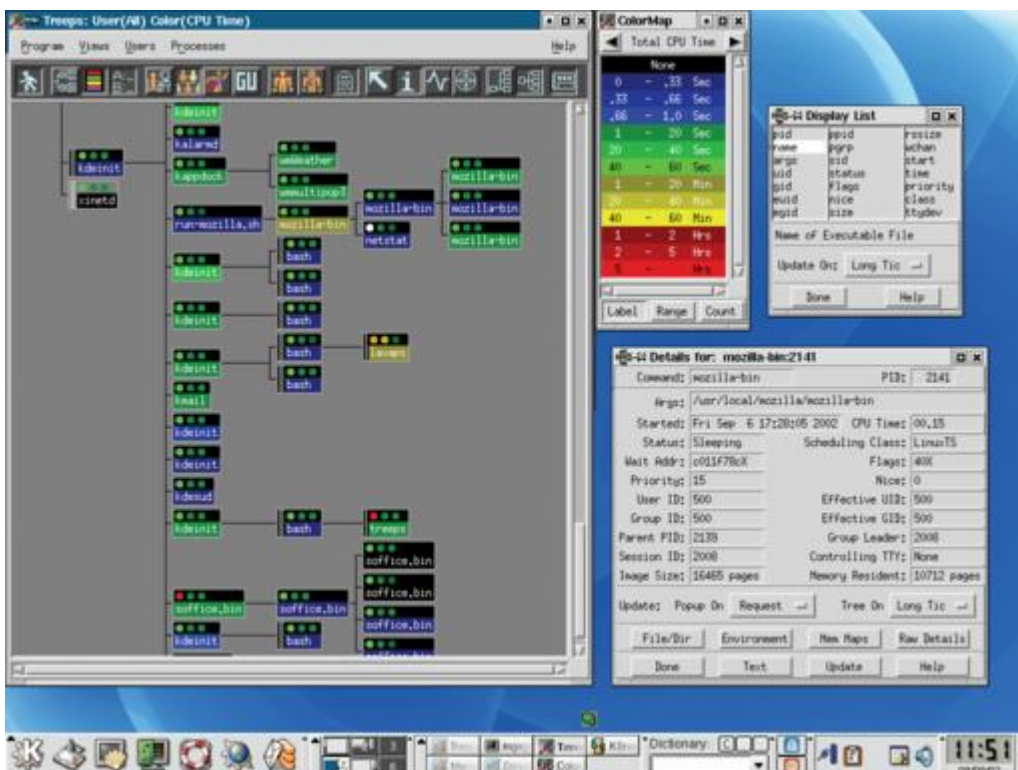 Treeps: User(All) Color(CPU Time)
Program Views Users Processes Help
GU
kdeinit
kalarmd
kdeinit
kappdock
wmWeather
wmmultipop3
mozilla-bin
xinetd
run-mozilla.sh
mozilla-bin
mozilla-bin
mozilla-bin
netstat
mozilla-bin
kdeinit
bash
bash
kdeinit
bash
kdeinit
bash
lavaps
bash
kmail
kdeinit
kdeinit
kdesud
kdeinit
bash
treeps
soffice.bin
soffice.bin
soffice.bin
soffice.bin
soffice.bin
soffice.bin
kdeinit
bash
ColorMap
Total CPU Time
None
0 - .33 Sec
.33 - .66 Sec
.66 - 1.0 Sec
1 - 20 Sec
20 - 40 Sec
40 - 60 Sec
1 - 20 Min
20 - 40 Min
40 - 60 Min
1 - 2 Hrs
2 - 5 Hrs
5 - Hrs
Label Range Count
Display List
pid ppid rssize
name pgrp wchan
args sid start
uid status time
gid flags priority
euid nice class
egid size ttydev
Name of Executable File
Update On: Long Tic
Done Help
Details for: mozilla-bin:2141
Command: mozilla-bin PID: 2141
Args: /usr/local/mozilla/mozilla-bin
Started: Fri Sep 6 17:28:05 2002 CPU Time: 00.15
Status: Sleeping Scheduling Class: LinuxTS
Wait Addr: Flags: 40X
Priority: 15 Nice: 0
User ID: 500 Effective UID: 500
Group ID: 500 Effective GID: 500
Parent PID: 2139 Group Leader: 2008
Session ID: 2008 Controlling TTY: None
Image Size: 16465 pages Memory Resident: 10712 pages
Update: Popup On Request Tree On Long Tic
File/Dir Environment Mem Maps Raw Details
Done Text Update Help
Dictionary:
11:51